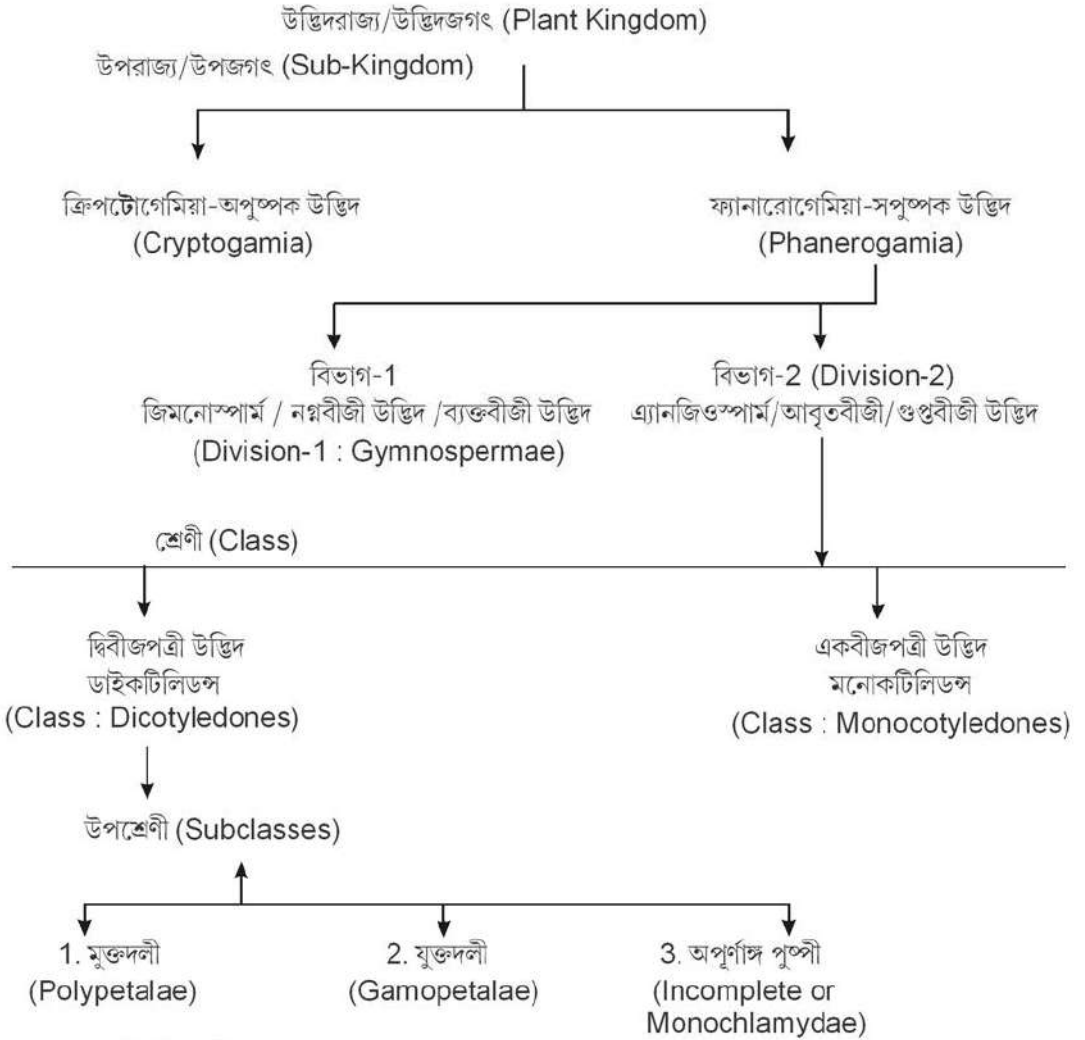 উদ্ভিদরাজ্য/উদ্ভিদজগৎ (Plant Kingdom)
উপরাজ্য/উপজগৎ (Sub-Kingdom)
ক্রিপটোগেমিয়া-অপুষ্পক উদ্ভিদ
(Cryptogamia)
ফ্যানারোগেমিয়া-সপুষ্পক উদ্ভিদ
(Phanerogamia)
বিভাগ-1
জিমনোস্পার্ম / নগ্নবীজী উদ্ভিদ /ব্যক্তবীজী উদ্ভিদ
(Division-1 : Gymnospermae)
বিভাগ-2 (Division-2)
এ্যানজিওস্পার্ম/আবৃতবীজী/গুপ্তবীজী উদ্ভিদ
শ্রেণী (Class)
দ্বিবীজপত্রী উদ্ভিদ
ডাইকটিলিডন্স
(Class : Dicotyledones)
একবীজপত্রী উদ্ভিদ
মনোকটিলিডন্স
(Class : Monocotyledones)
উপশ্রেণী (Subclasses)
1. মুক্তদলী
(Polypetalae)
2. যুক্তদলী
(Gamopetalae)
3. অপূর্ণাঙ্গ পুষ্পী
(Incomplete or
Monochlamydae)